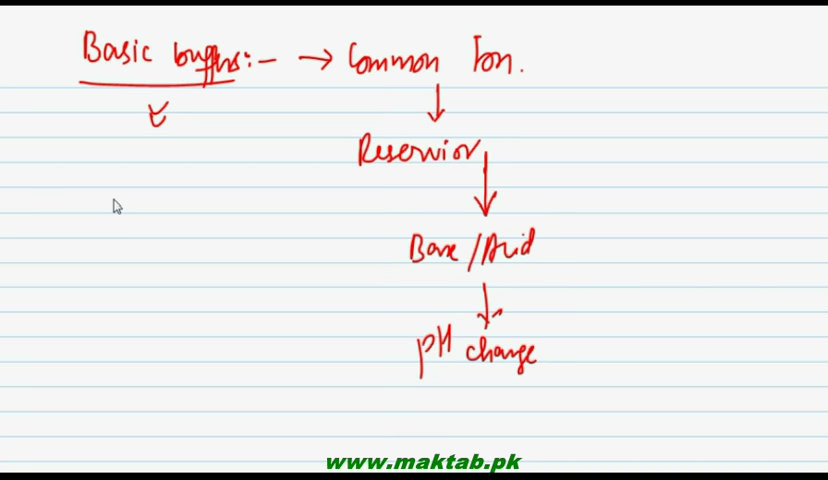 Basic buffers:- → Common Ion.
↓
Reservior
↓
Base/Acid
↓
pH change
www.maktab.pk